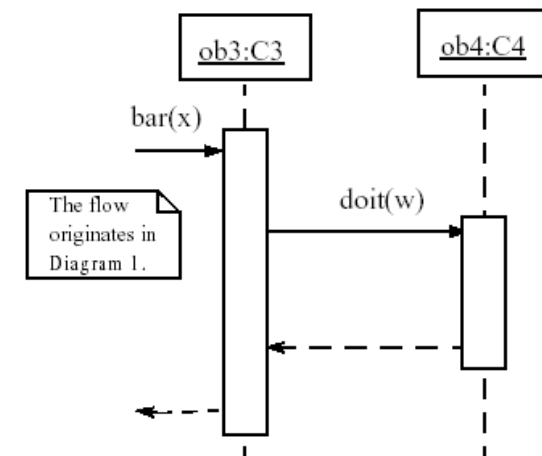 ob3:C3
ob4:C4
bar(x)
doit(w)
The flow
originates in
Diagram 1.